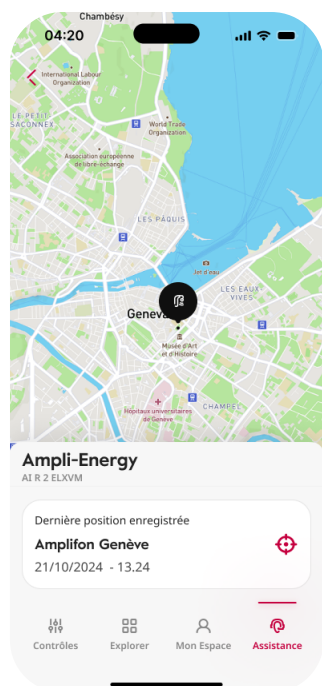 Chambésy
04:20
International Labour
Organization
LE-PETIT-
SACONNEX
World Trade
Organization
Association européenne
de libre-échange
LES PÂQUIS
Jet d'eau
LES EAUX-
VIVES
Geneva
Musée d'Art
et d'Histoire
CHAMPEL
Hôpitaux universitaires
de Genève
Ampli-Energy
AI R 2 ELXVM
Dernière position enregistrée
Amplifon Genève
21/10/2024 - 13.24
Contrôles
Explorer
Mon Espace
Assistance